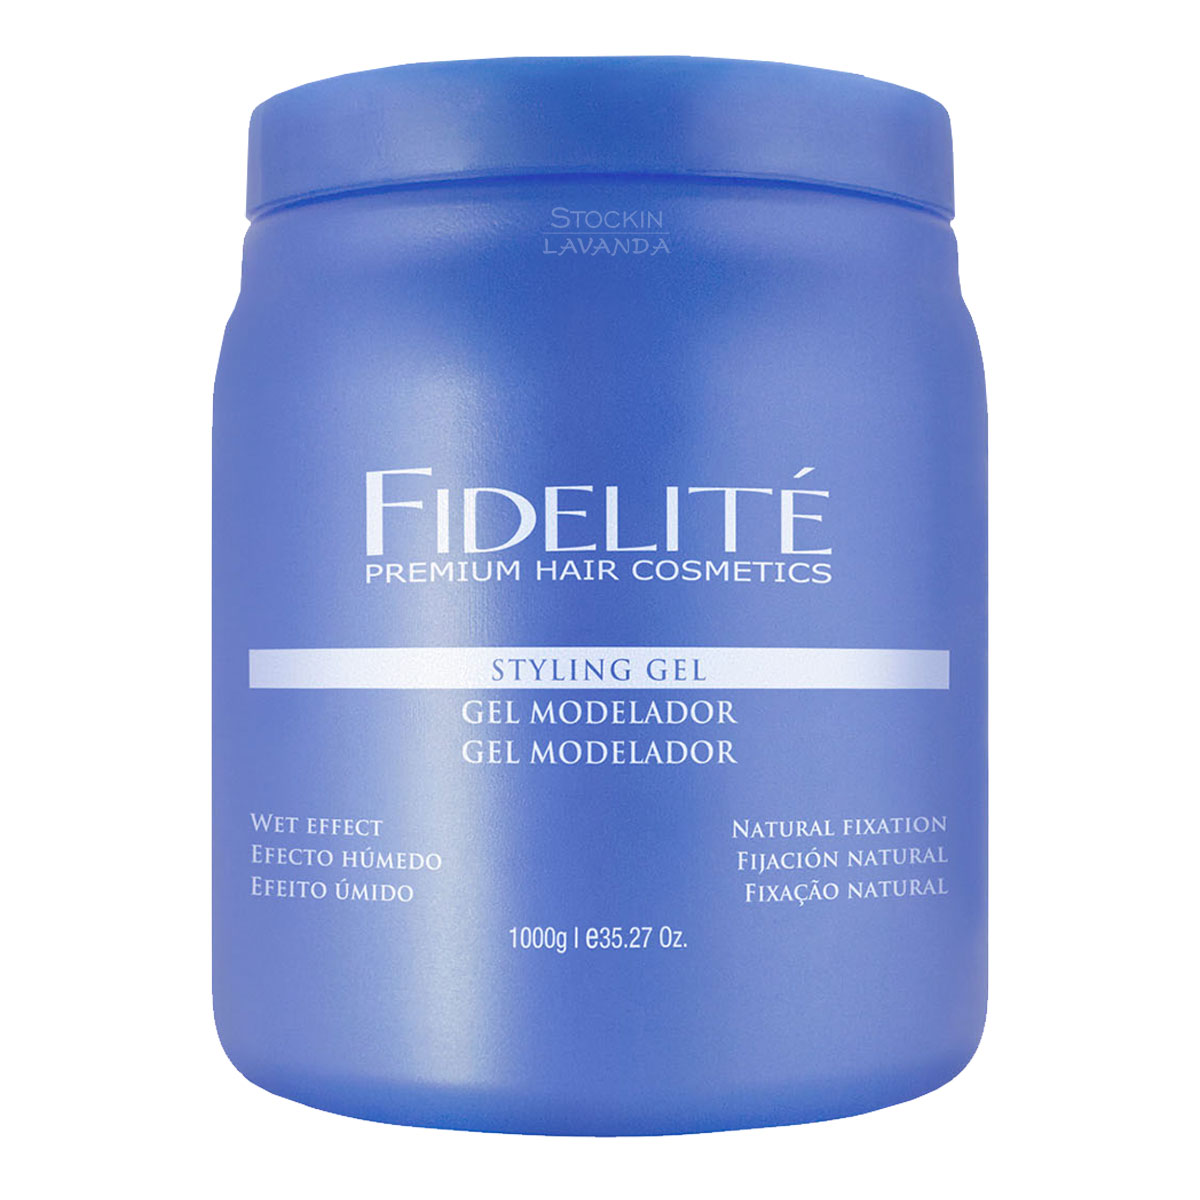 STOCKIN
LAVANDA
FIDELITÉ
PREMIUM HAIR COSMETICS
STYLING GEL
GEL MODELADOR
GEL MODELADOR
WET EFFECT
EFECTO HÚMEDO
EFEITO ÚMIDO
NATURAL FIXATION
FIJACIÓN NATURAL
FIXAÇÃO NATURAL
1000g | e35.27 Oz.